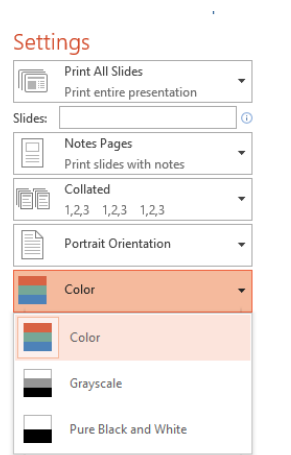 Settings
Print All Slides
Print entire presentation
Slides:
Notes Pages
Print slides with notes
Collated
1,2,3 1,2,3 1,2,3
Portrait Orientation
Color
Color
Grayscale
Pure Black and White